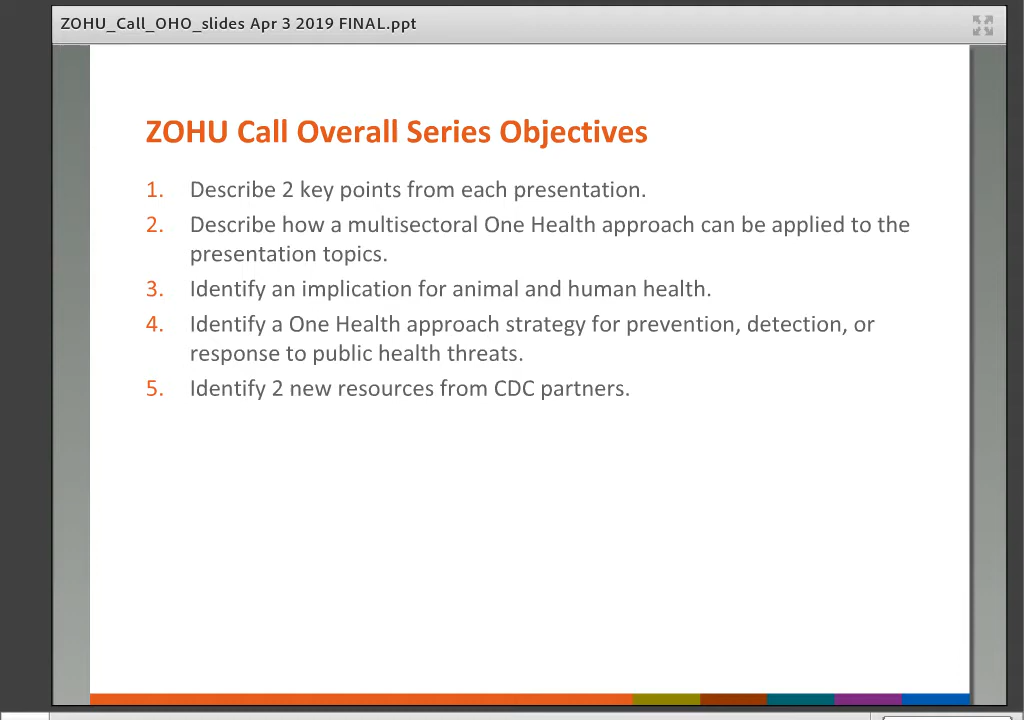 ZOHU_Call_OHO_slides Apr 3 2019 FINAL.ppt
ZOHU Call Overall Series Objectives
1. Describe 2 key points from each presentation.
2. Describe how a multisectoral One Health approach can be applied to the
presentation topics.
3. Identify an implication for animal and human health.
4. Identify a One Health approach strategy for prevention, detection, or
response to public health threats.
5. Identify 2 new resources from CDC partners.